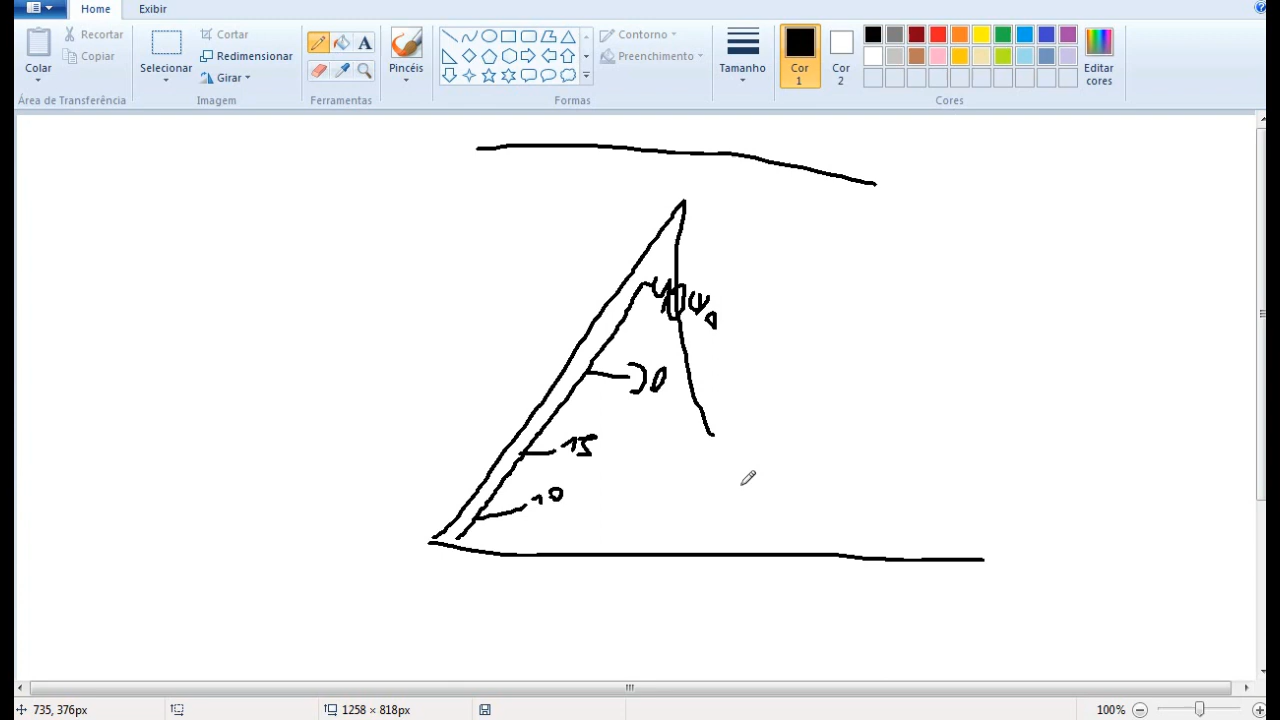 Home Exibir
Colar
Recortar
Copiar
Área de Transferência
Selecionar
Cortar
Redimensionar
Girar
Imagem
A
Ferramentas
Pincéis
Contorno
Preenchimento
Formas
Tamanho
Cor
1
Cor
2
Editar
cores
Cores
30
15
10
735, 376px
1258 × 818px
100%